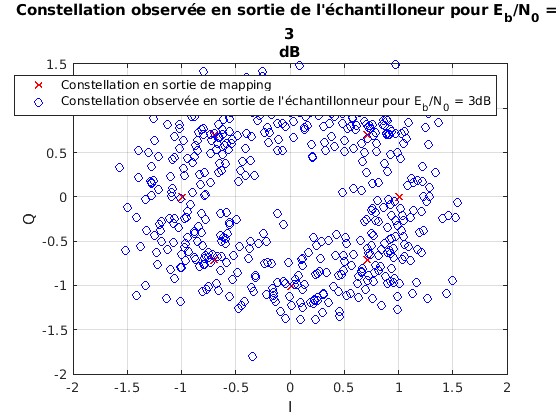 Constellation observée en sortie de l'échantilloneur pour E_b/N_0 =
3
dB
1.5
Constellation en sortie de mapping
Constellation observée en sortie de l'échantillonneur pour E_b/N_0 = 3dB
0.5
0
-0.5
-1
-1.5
-2
Q
-2 -1.5 -1 -0.5 0 0.5 1 1.5 2
I